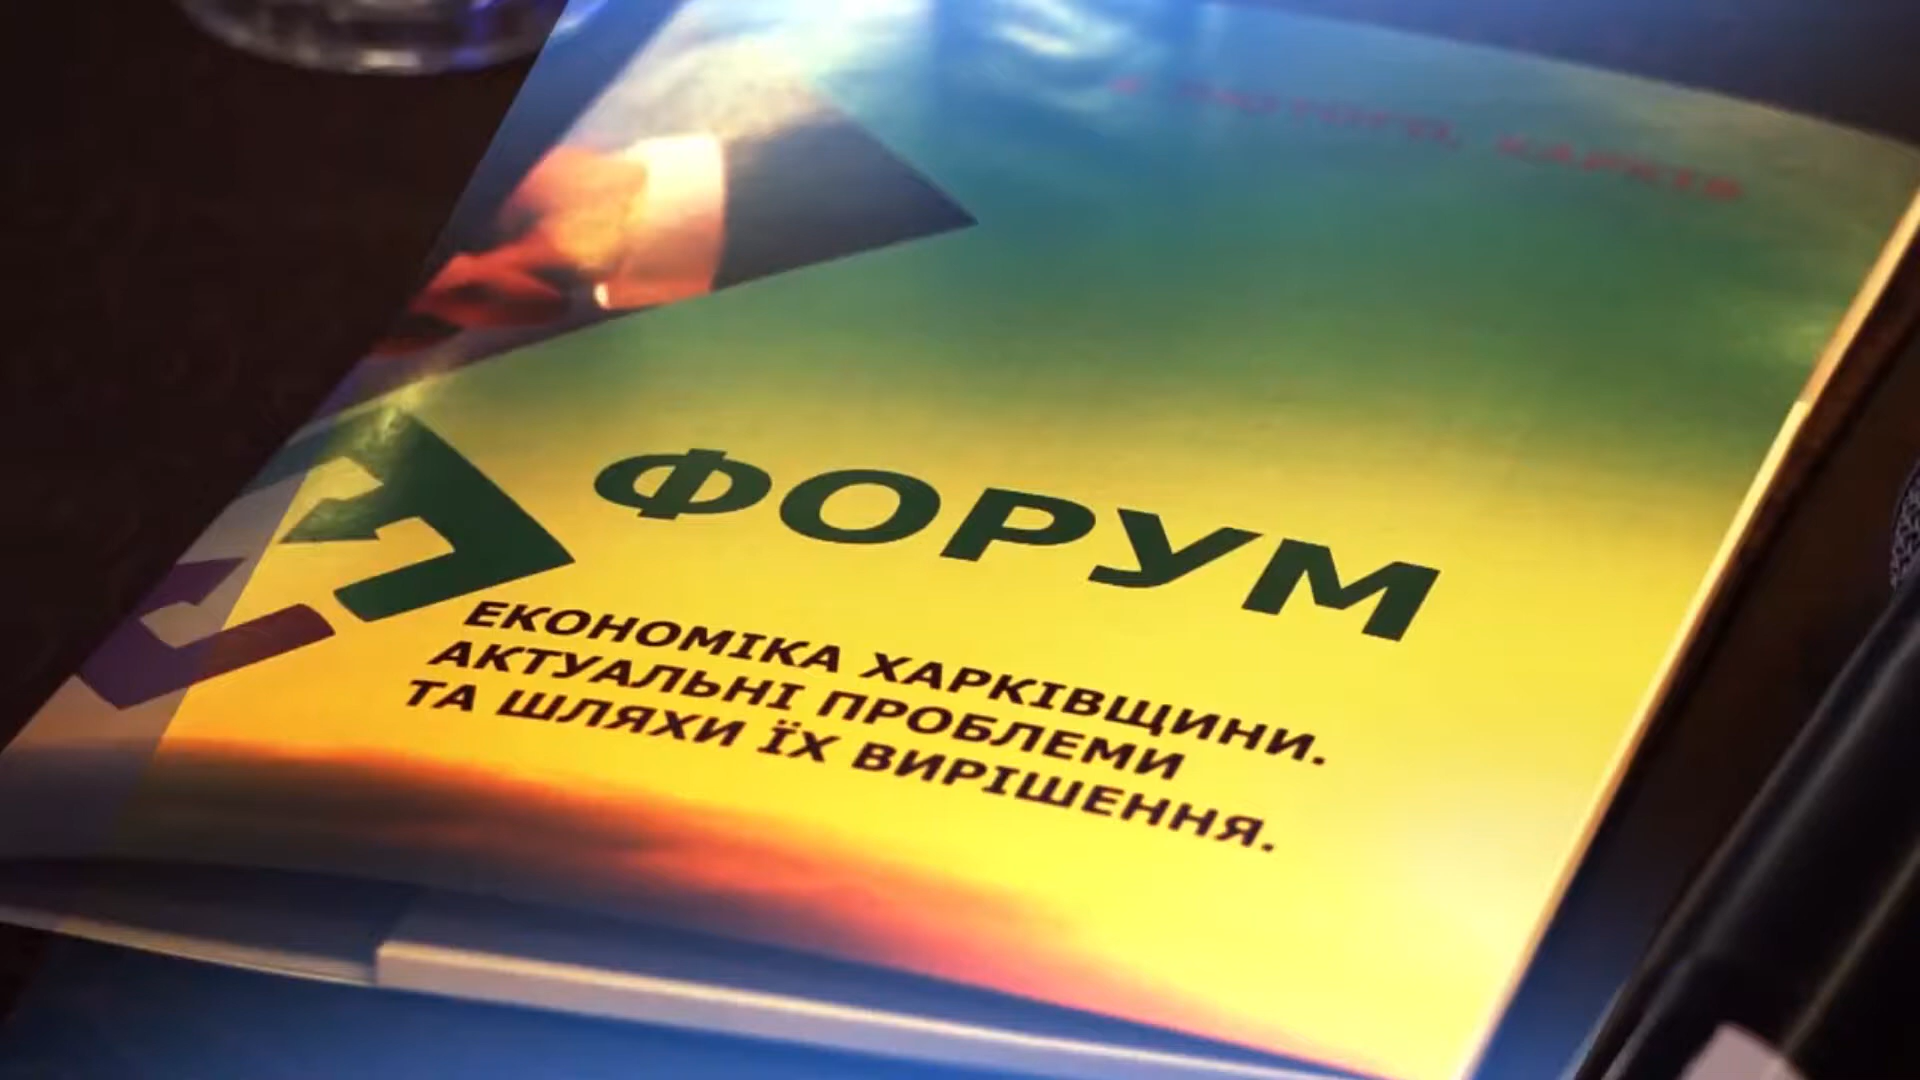 ФОРУМ
ЕКОНОМІКА ХАРКІВЩИНИ.
АКТУАЛЬНІ ПРОБЛЕМИ
ТА ШЛЯХИ ЇХ ВИРІШЕННЯ.